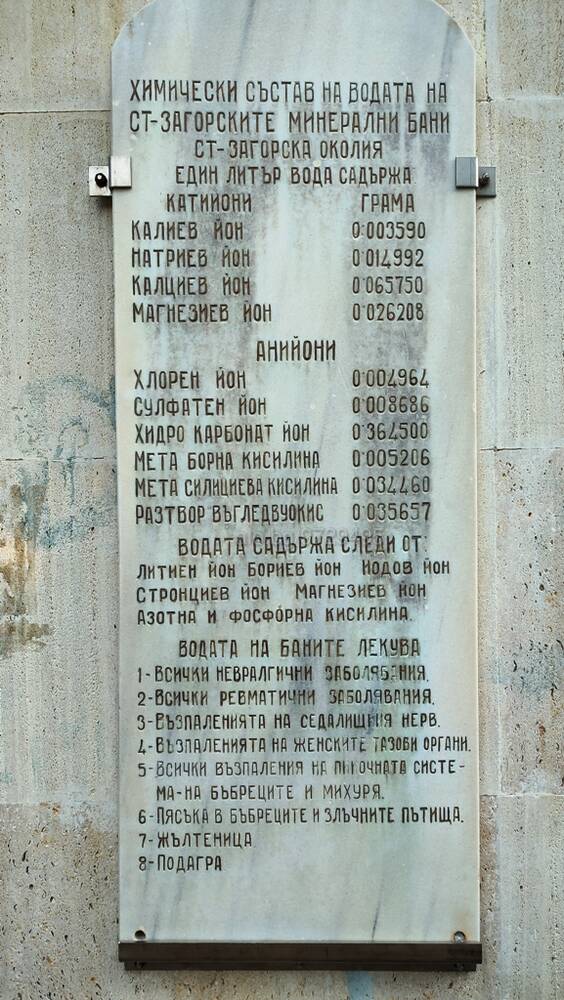 ХИМИЧЕСКИ СЪСТАВ НА ВОДАТА НА
СТ-ЗАГОРСКИТЕ МИНЕРАЛНИ БАНИ
СТ-ЗАГОРСКА ОКОЛИЯ
ЕДИН ЛИТЪР ВОДА САДЪРЖА
КАТИЙОНИ ГРАМА
КАЛИЕВ ЙОН 0.003590
НАТРИЕВ ЙОН 0.014992
КАЛЦИЕВ ЙОН 0.065750
МАГНЕЗИЕВ ЙОН 0.026208
АНИЙОНИ
ХЛОРЕН ЙОН 0.004964
СУЛФАТЕН ЙОН 0.008686
ХИДРО КАРБОНАТ ЙОН 0.364500
МЕТА БОРНА КИСИЛИНА 0.005206
МЕТА СИЛИЦИЕВА КИСИЛИНА 0.034460
РАЗТВОР ВЪГЛЕДВУОКИС 0.035657
ВОДАТА САДЪРЖА СЛЕДИ ОТ:
ЛИТИЕН ЙОН БОРИЕВ ЙОН ЙОДОВ ЙОН
СТРОНЦИЕВ ЙОН МАГНЕЗИЕВ ЙОН
АЗОТНА И ФОСФОРНА КИСИЛИНА.
ВОДАТА НА БАНИТЕ ЛЕКУВА
1-ВСИЧКИ НЕВРАЛГИЧНИ ЗАБОЛЯВАНИЯ.
2-ВСИЧКИ РЕВМАТИЧНИ ЗАБОЛЯВАНИЯ.
3-ВЪЗПАЛЕНИЯТА НА СЕДАЛИЩНИЯ НЕРВ.
4-ВЪЗПАЛЕНИЯТА НА ЖЕНСКИТЕ ТАЗОВИ ОРГАНИ.
5-ВСИЧКИ ВЪЗПАЛЕНИЯ НА ПИКОЧНАТА СИСТЕ-
МА-НА БЪБРЕЦИТЕ И МИХУРЯ.
6-ПЯСЪКА В БЪБРЕЦИТЕ И ЗЛЪЧНИТЕ ПЪТИЩА.
7-ЖЪЛТЕНИЦА.
8-ПОДАГРА